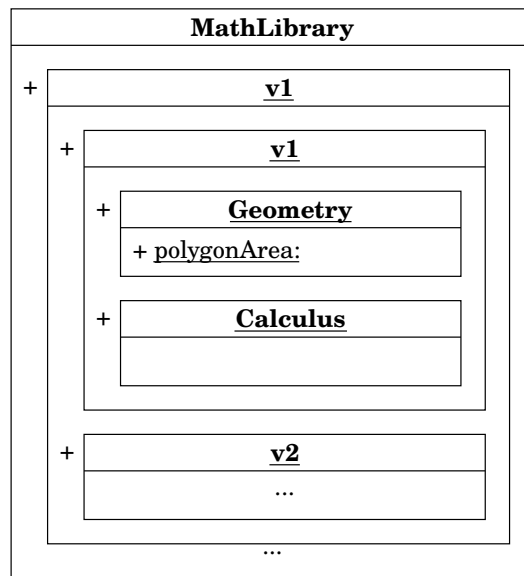 MathLibrary
+ v1
+ v1
+ Geometry
+ polygonArea:
+ Calculus
+ v2
...
...